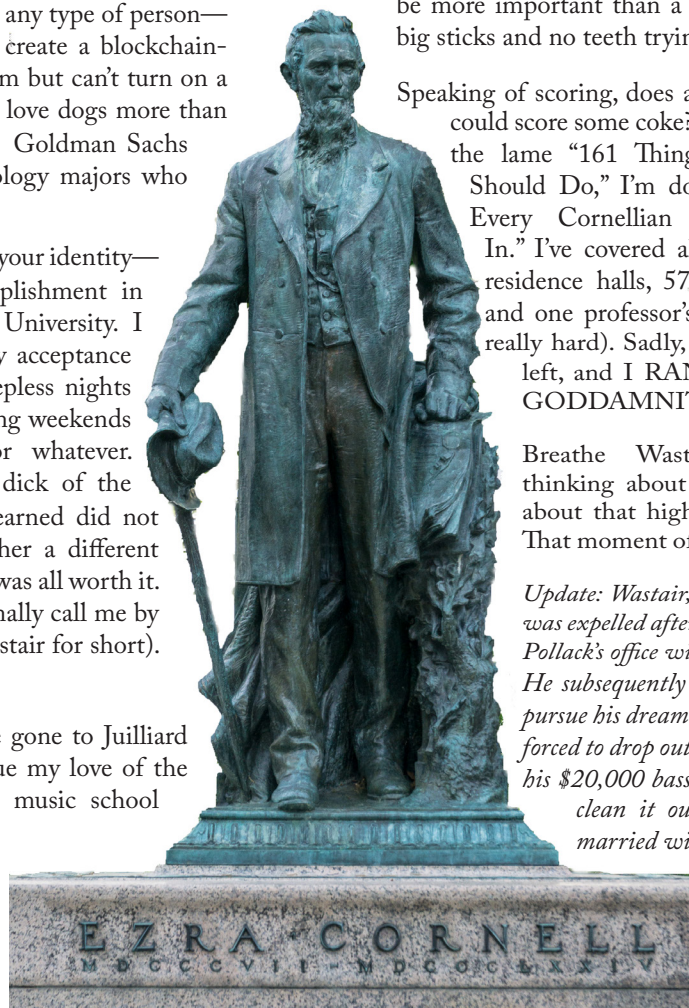 any type of person—
create a blockchain-
m but can't turn on a
love dogs more than
Goldman Sachs
ology majors who
your identity—
plishment in
University. I
y acceptance
epless nights
ng weekends
or whatever.
dick of the
earned did not
her a different
was all worth it.
nally call me by
stair for short).
e gone to Juilliard
ue my love of the
music school
be more important than a
big sticks and no teeth tryin
Speaking of scoring, does a
could score some coke?
the lame “161 Thing
Should Do,” I’m do
Every Cornellian
In.” I’ve covered a
residence halls, 57
and one professor’s
really hard). Sadly,
left, and I RAN
GODDAMNIT
Breathe Wast
thinking about
about that high
That moment of
Update: Wastair,
was expelled after
Pollack’s office wi
He subsequently
pursue his dream
forced to drop out
his $20,000 bass
clean it ou
married wi
EZRA CORNELL
MDCCCVII - MDCCCLXXIV